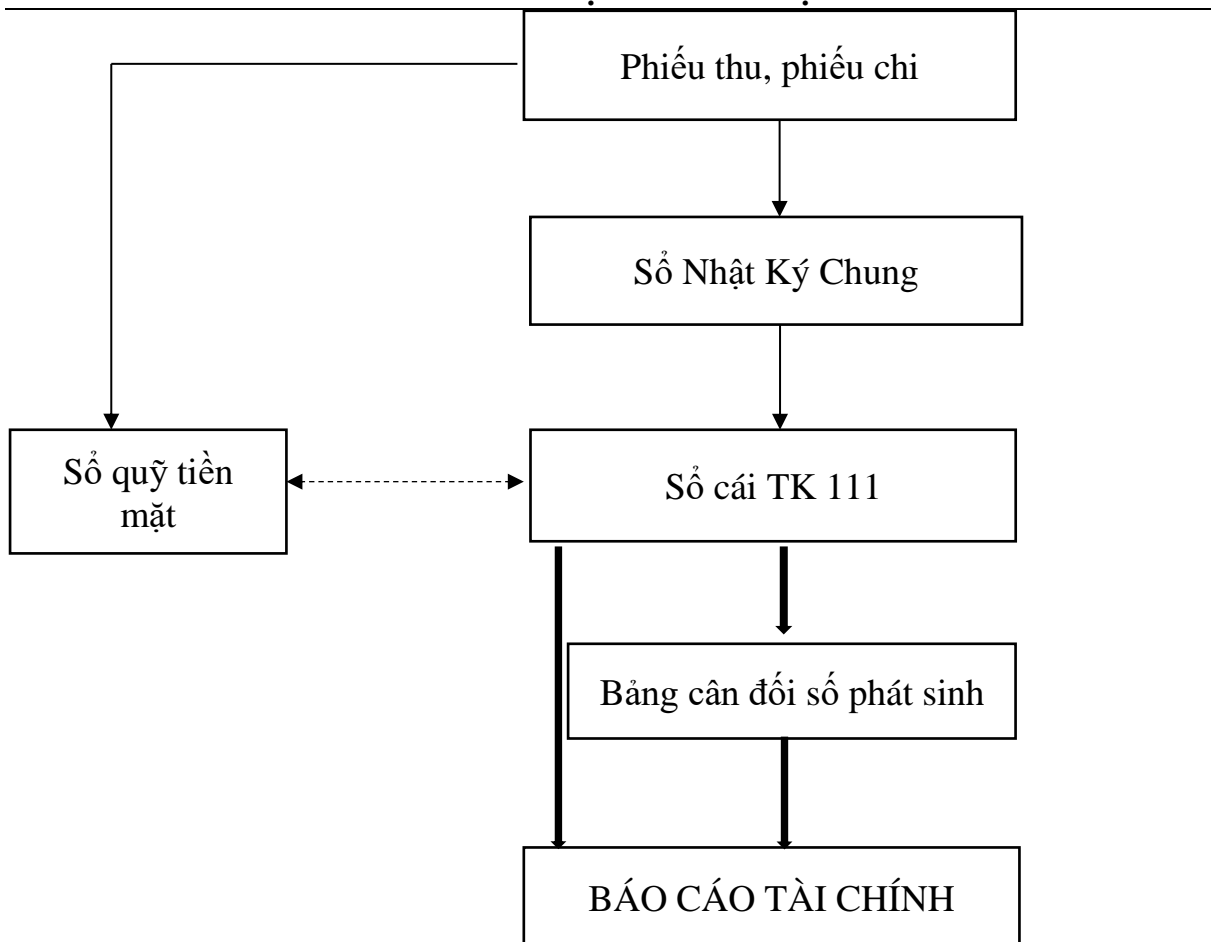 Phiếu thu, phiếu chi
Sổ Nhật Ký Chung
Sổ quỹ tiền
mặt
Sổ cái TK 111
Bảng cân đối số phát sinh
BÁO CÁO TÀI CHÍNH